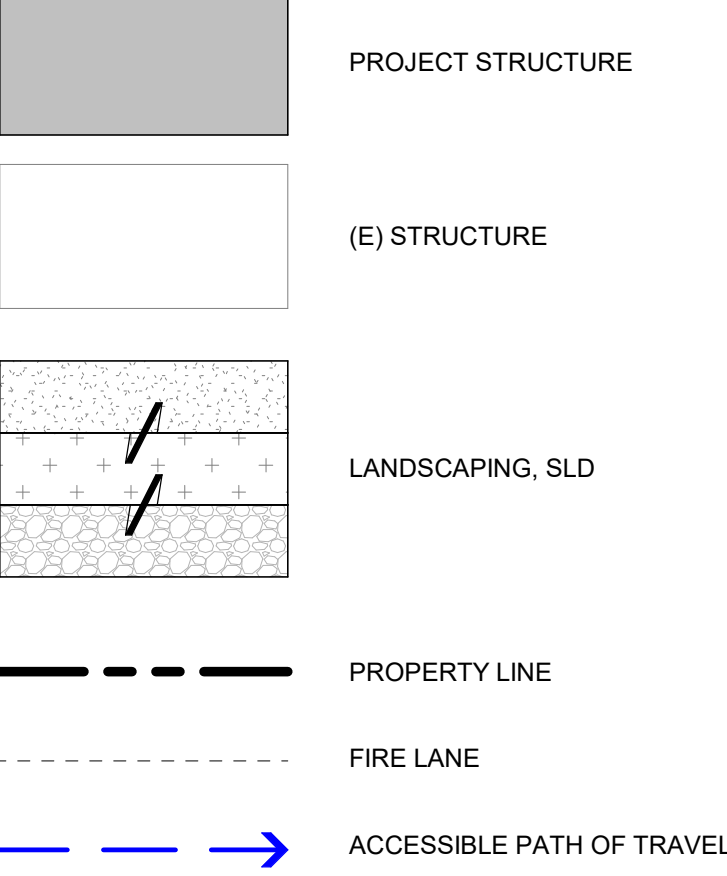 PROJECT STRUCTURE
(E) STRUCTURE
LANDSCAPING, SLD
PROPERTY LINE
FIRE LANE
ACCESSIBLE PATH OF TRAVEL